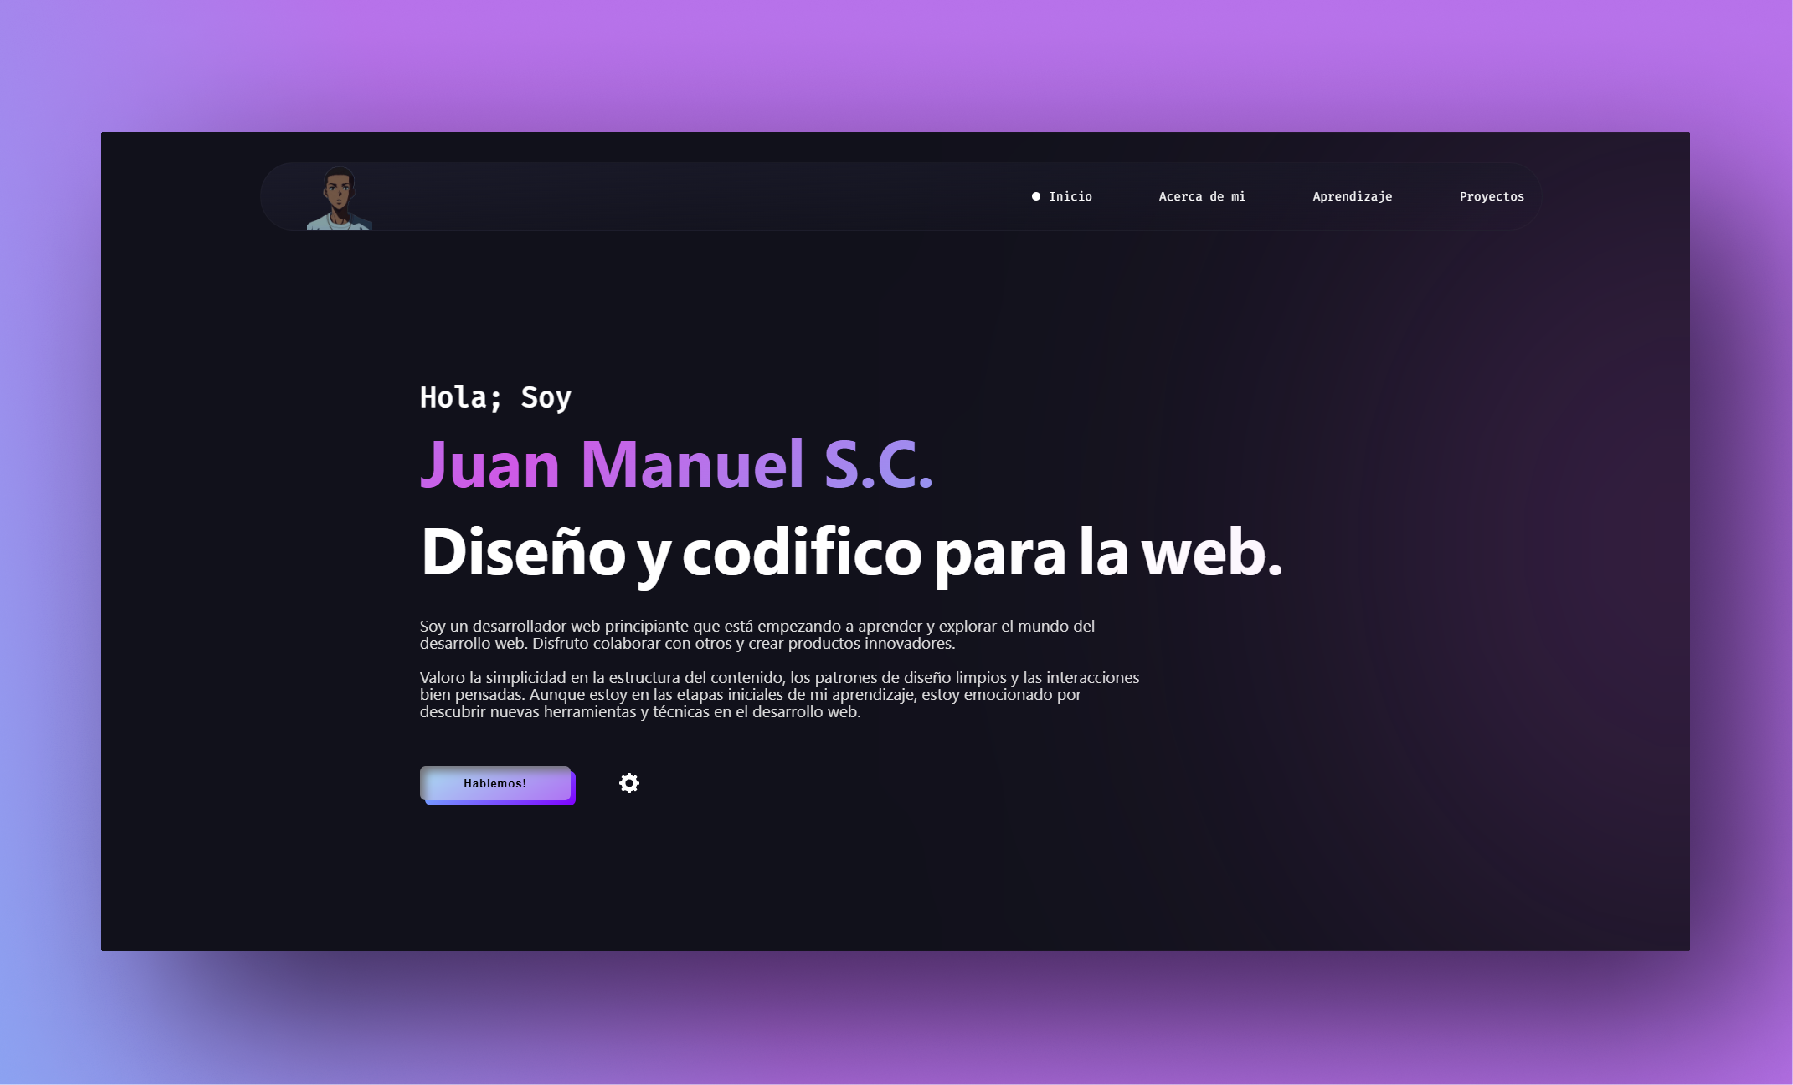 Inicio
Acerca de mi
Aprendizaje
Proyectos
Hola; Soy
Juan Manuel S.C.
Diseño y codifico para la web.
Soy un desarrollador web principiante que está empezando a aprender y explorar el mundo del
desarrollo web. Disfruto colaborar con otros y crear productos innovadores.
Valoro la simplicidad en la estructura del contenido, los patrones de diseño limpios y las interacciones
bien pensadas. Aunque estoy en las etapas iniciales de mi aprendizaje, estoy emocionado por
descubrir nuevas herramientas y técnicas en el desarrollo web.
Hablemos!